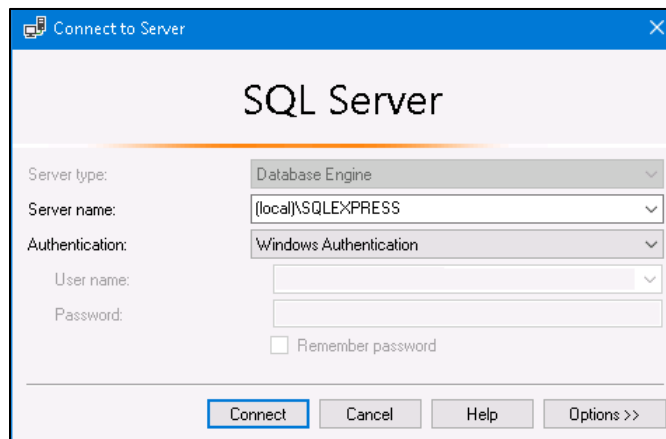 Connect to Server
SQL Server
Server type: Database Engine
Server name: (local)\SQLEXPRESS
Authentication: Windows Authentication
User name:
Password:
Remember password
Connect Cancel Help Options >>